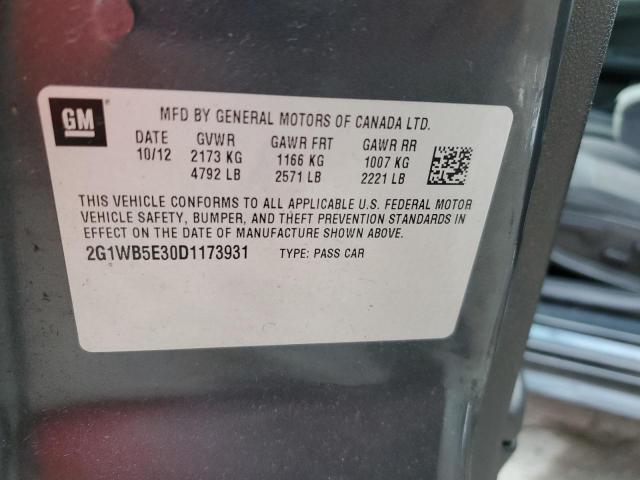 GM
MFD BY GENERAL MOTORS OF CANADA LTD.
DATE GVWR GAWR FRT GAWR RR
10/12 2173 KG 1166 KG 1007 KG
4792 LB 2571 LB 2221 LB
THIS VEHICLE CONFORMS TO ALL APPLICABLE U.S. FEDERAL MOTOR
VEHICLE SAFETY, BUMPER, AND THEFT PREVENTION STANDARDS IN
EFFECT ON THE DATE OF MANUFACTURE SHOWN ABOVE.
2G1WB5E30D1173931 TYPE: PASS CAR